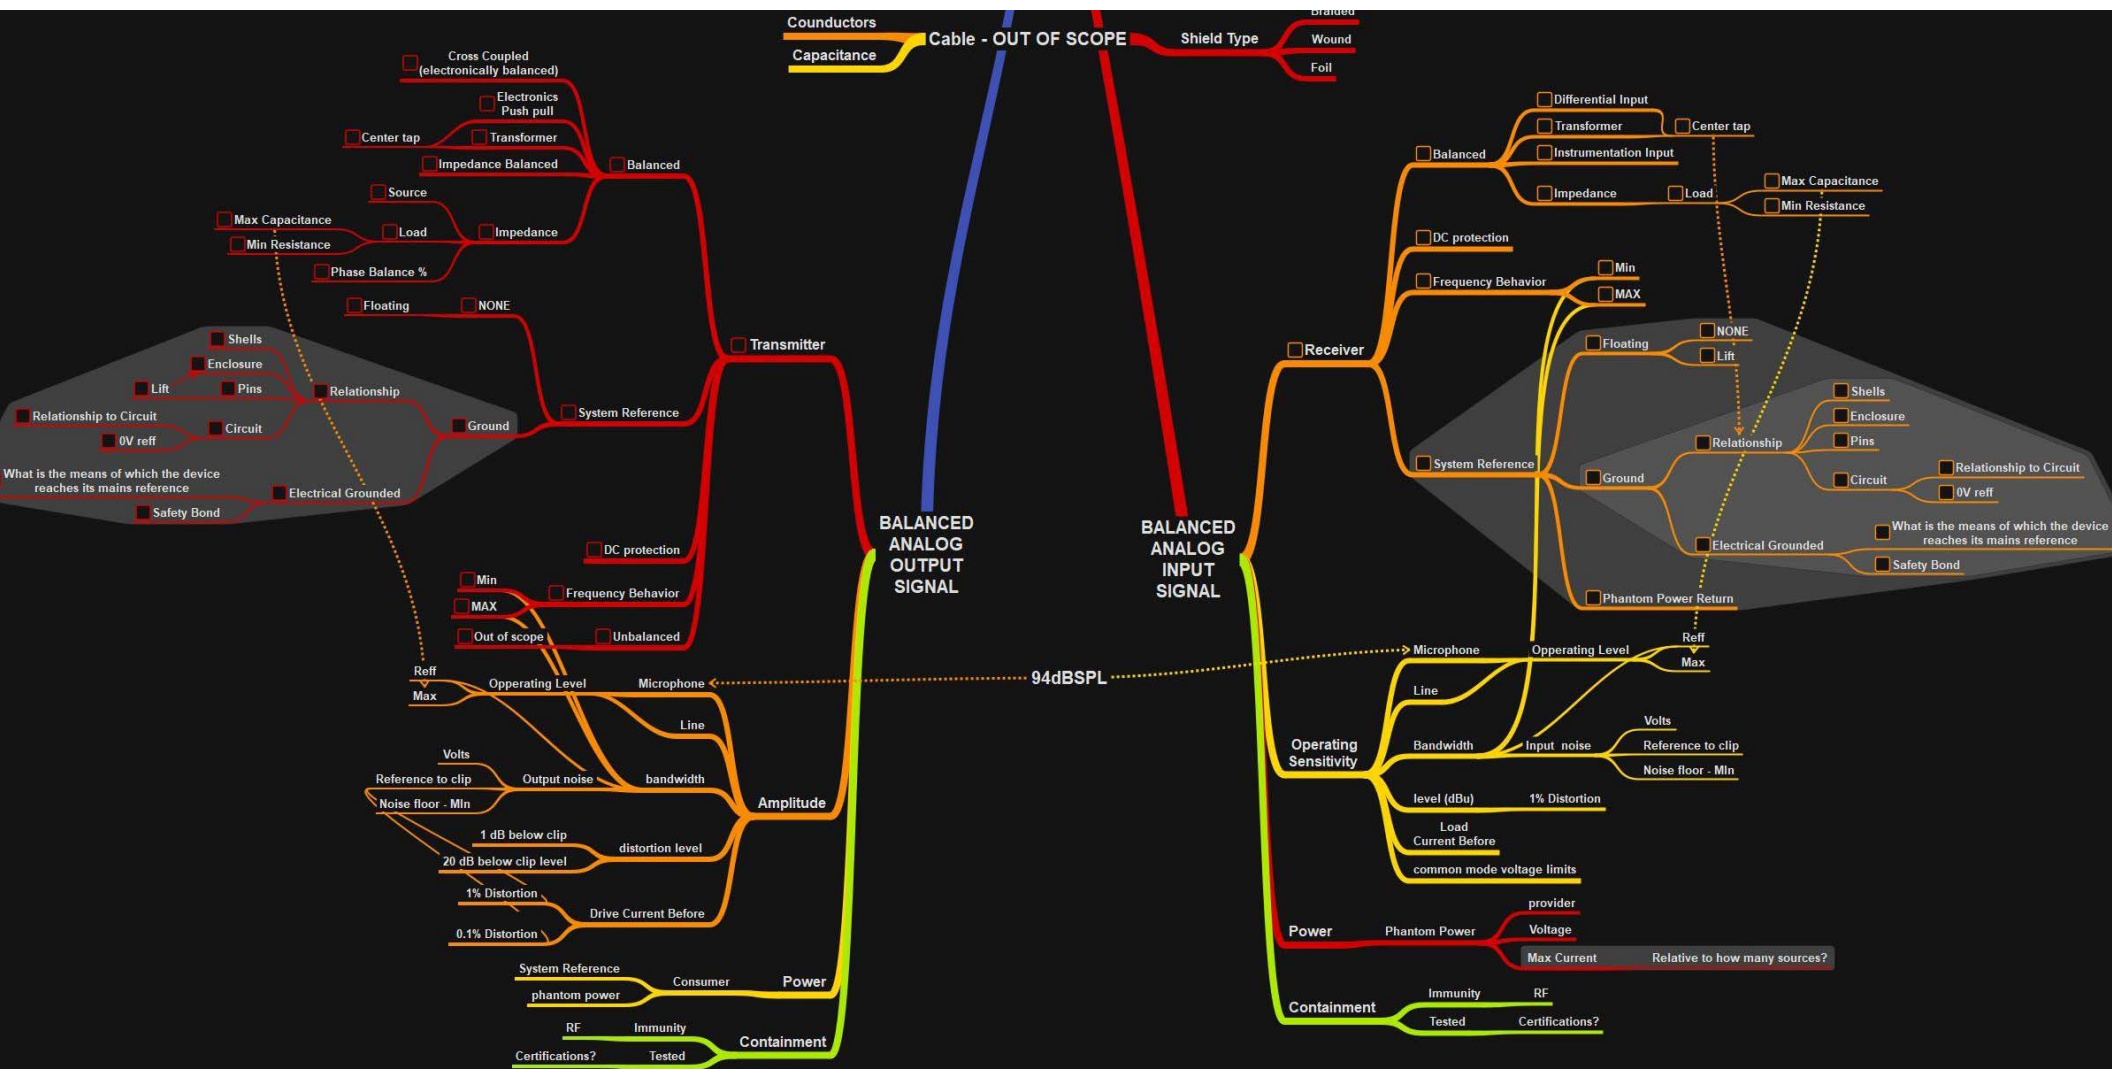 Counductors
Capacitance
Cable - OUT OF SCOPE
Shield Type
Braided
Wound
Foil
Cross Coupled
(electronically balanced)
Electronics
Push pull
Center tap
Transformer
Impedance Balanced
Balanced
Source
Max Capacitance
Min Resistance
Load
Impedance
Phase Balance %
Floating
NONE
Transmitter
Shells
Enclosure
Lift
Pins
Relationship
Relationship to Circuit
0V reff
Circuit
Ground
System Reference
What is the means of which the device
reaches its mains reference
Electrical Grounded
Safety Bond
DC protection
Min
MAX
Frequency Behavior
Out of scope
Unbalanced
BALANCED
ANALOG
OUTPUT
SIGNAL
Reff
Max
Opperating Level
Microphone
Line
Volts
Reference to clip
Noise floor - MIn
Output noise
bandwidth
Amplitude
1 dB below clip
20 dB below clip level
distortion level
1% Distortion
0.1% Distortion
Drive Current Before
System Reference
phantom power
Consumer
Power
RF
Immunity
Certifications?
Tested
Containment
94dBSPL
BALANCED
ANALOG
INPUT
SIGNAL
Receiver
Balanced
Differential Input
Transformer
Center tap
Instrumentation Input
Impedance
Load
Max Capacitance
Min Resistance
DC protection
Frequency Behavior
Min
MAX
System Reference
Floating
NONE
Lift
Ground
Relationship
Shells
Enclosure
Pins
Circuit
Relationship to Circuit
0V reff
Electrical Grounded
What is the means of which the device
reaches its mains reference
Safety Bond
Phantom Power Return
Operating
Sensitivity
Microphone
Opperating Level
Reff
Max
Line
Bandwidth
Input noise
Volts
Reference to clip
Noise floor - MIn
level (dBu)
1% Distortion
Load
Current Before
common mode voltage limits
Power
Phantom Power
provider
Voltage
Max Current
Relative to how many sources?
Containment
Immunity
RF
Tested
Certifications?